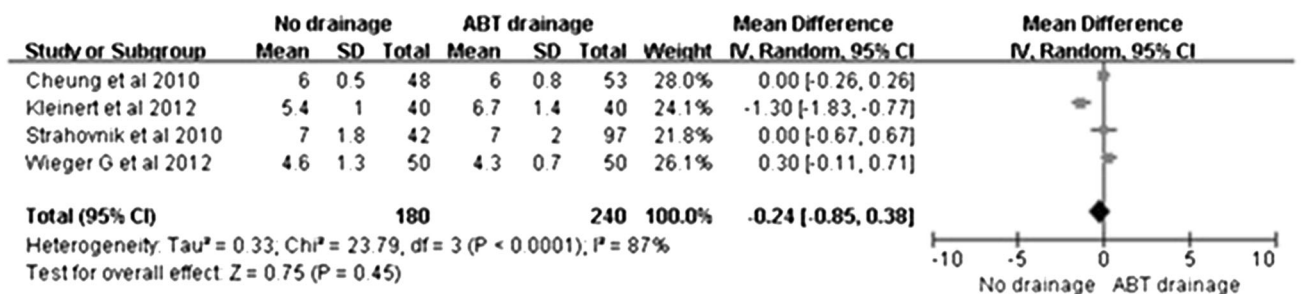 No drainage ABT drainage Mean Difference Mean Difference
Study or Subgroup Mean SD Total Mean SD Total Weight IV, Random, 95% CI IV, Random, 95% CI
Cheung et al 2010 6 0.5 48 6 0.8 53 28.0% 0.00 [-0.26, 0.26]
Kleinert et al 2012 5.4 1 40 6.7 1.4 40 24.1% -1.30 [-1.83, -0.77]
Strahovnik et al 2010 7 1.8 42 7 2 97 21.8% 0.00 [-0.67, 0.67]
Wieger G et al 2012 4.6 1.3 50 4.3 0.7 50 26.1% 0.30 [-0.11, 0.71]
Total (95% CI) 180 240 100.0% -0.24 [-0.85, 0.38]
Heterogeneity: Tau² = 0.33; Chi² = 23.79, df = 3 (P < 0.0001); I² = 87%
Test for overall effect: Z = 0.75 (P = 0.45)
-10 -5 0 5 10
No drainage ABT drainage